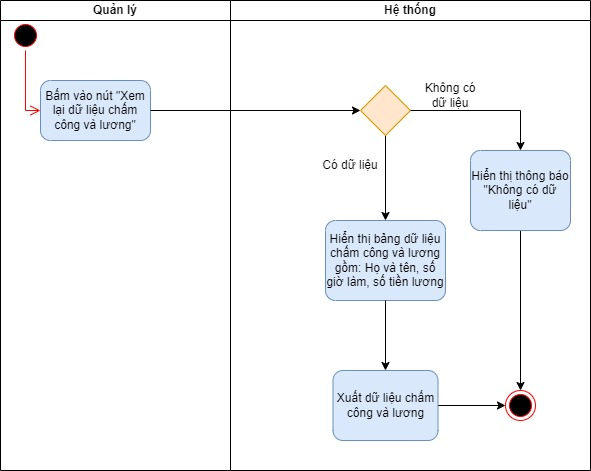 Quản lý
Hệ thống
Bấm vào nút "Xem
lại dữ liệu chấm
công và lương"
Không có
dữ liệu
Có dữ liệu
Hiển thị thông báo
"Không có dữ
liệu"
Hiển thị bảng dữ liệu
chấm công và lương
gồm: Họ và tên, số
giờ làm, số tiền lương
Xuất dữ liệu chấm
công và lương